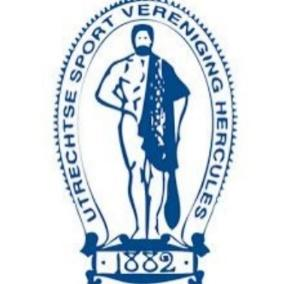 UTRECHTSE SPORT VERENIGING HERCULES
· 1882 ·